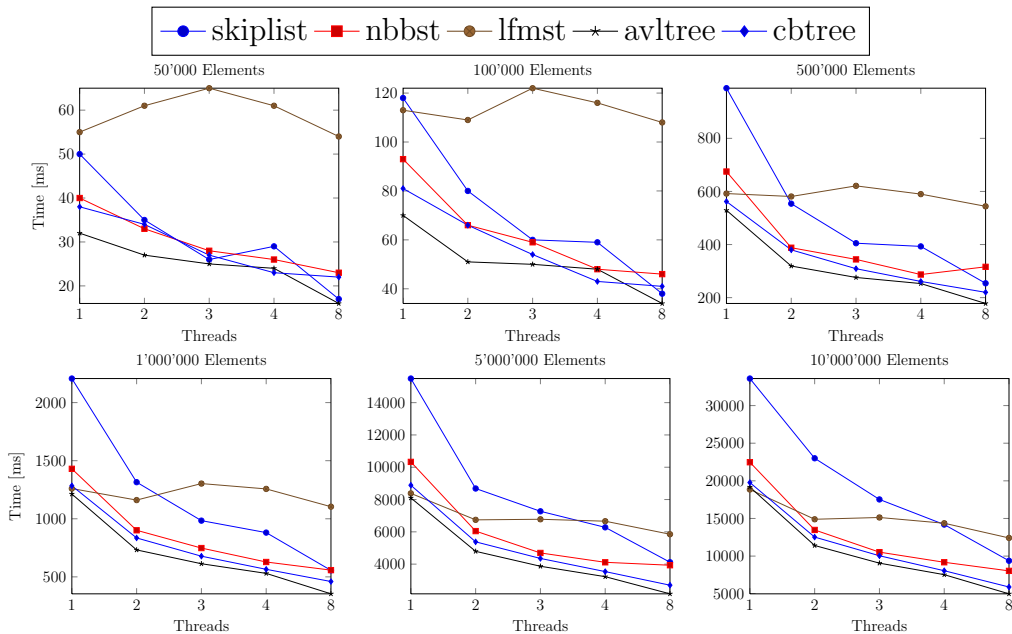 skiplist nbbst lfmst avltree cbtree
50'000 Elements
60
50
40
30
20
1 2 3 4 8
Time [ms]
Threads
100'000 Elements
120
100
80
60
40
1 2 3 4 8
Threads
500'000 Elements
800
600
400
200
1 2 3 4 8
Threads
1'000'000 Elements
2000
1500
1000
500
1 2 3 4 8
Time [ms]
Threads
5'000'000 Elements
14000
12000
10000
8000
6000
4000
1 2 3 4 8
Threads
10'000'000 Elements
30000
25000
20000
15000
10000
5000
1 2 3 4 8
Threads